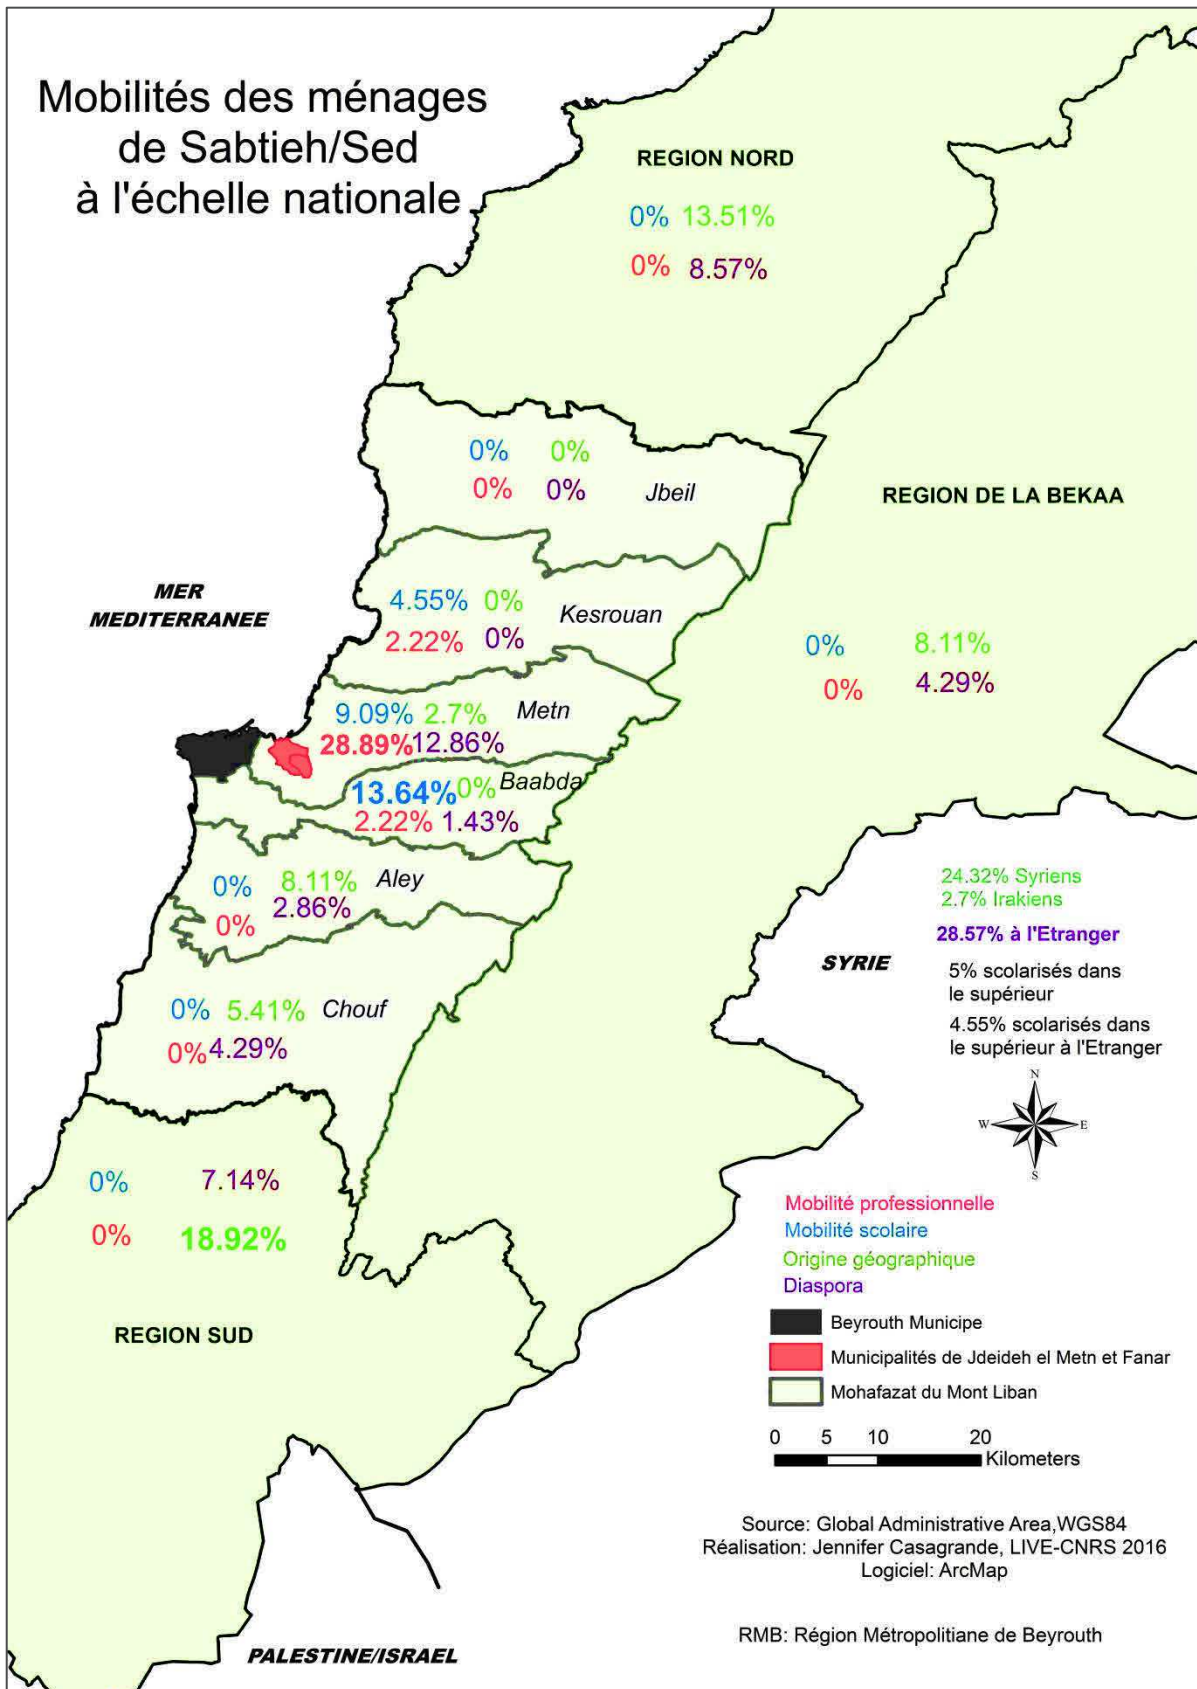 Mobilités des ménages
de Sabtieh/Sed
à l'échelle nationale
REGION NORD
0% 13.51%
0% 8.57%
0% 0%
0% 0% Jbeil
REGION DE LA BEKAA
MER
MEDITERRANEE
4.55% 0%
Kesrouan
2.22% 0%
0% 8.11%
0% 4.29%
9.09% 2.7% Metn
28.89% 12.86%
13.64% 0% Baabda
2.22% 1.43%
0% 8.11% Aley
0% 2.86%
24.32% Syriens
2.7% Irakiens
28.57% à l'Etranger
SYRIE
5% scolarisés dans
le supérieur
4.55% scolarisés dans
le supérieur à l'Etranger
0% 5.41% Chouf
0% 4.29%
N
W E
S
0% 7.14%
0% 18.92%
REGION SUD
Mobilité professionnelle
Mobilité scolaire
Origine géographique
Diaspora
Beyrouth Municipe
Municipalités de Jdeideh el Metn et Fanar
Mohafazat du Mont Liban
0 5 10 20
Kilometers
Source: Global Administrative Area,WGS84
Réalisation: Jennifer Casagrande, LIVE-CNRS 2016
Logiciel: ArcMap
RMB: Région Métropolitiane de Beyrouth
PALESTINE/ISRAEL